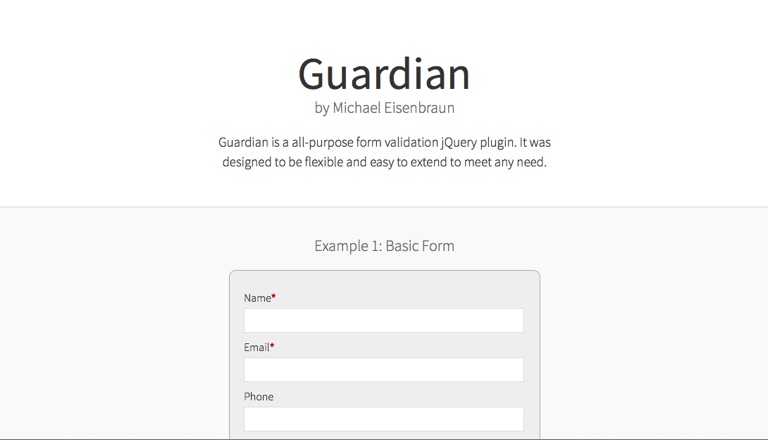 Guardian
by Michael Eisenbraun
Guardian is a all-purpose form validation jQuery plugin. It was
designed to be flexible and easy to extend to meet any need.
Example 1: Basic Form
Name*
Email*
Phone